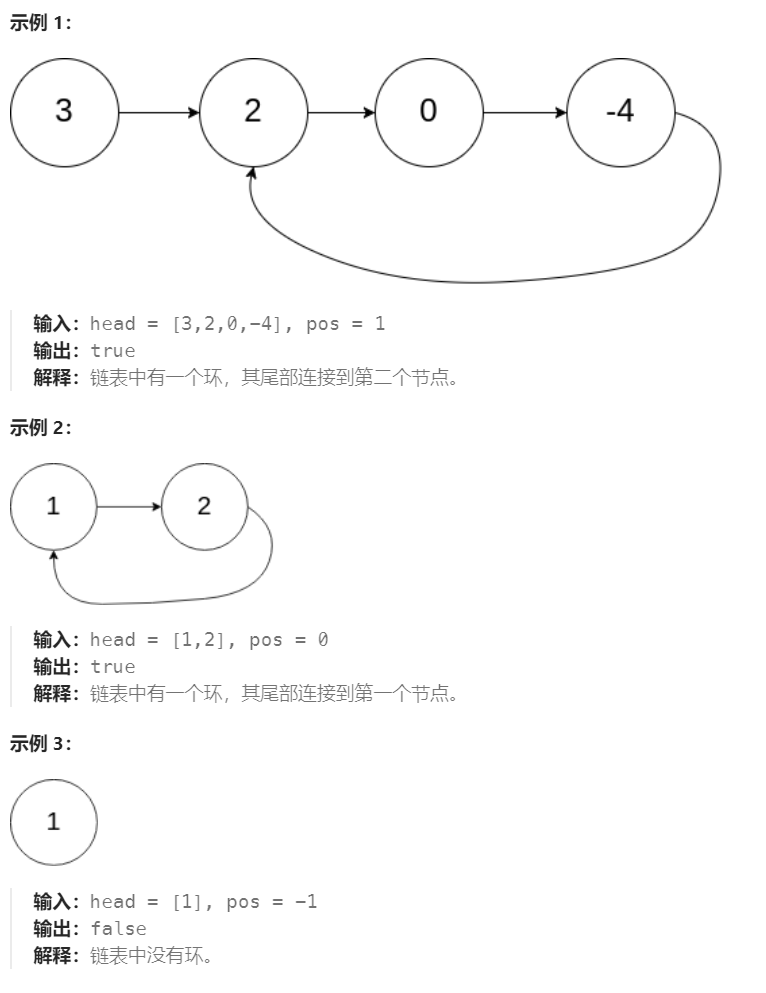 示例 1：
3 2 0 -4
输入：head = [3,2,0,-4], pos = 1
输出：true
解释：链表中有一个环，其尾部连接到第二个节点。
示例 2：
1 2
输入：head = [1,2], pos = 0
输出：true
解释：链表中有一个环，其尾部连接到第一个节点。
示例 3：
1
输入：head = [1], pos = -1
输出：false
解释：链表中没有环。